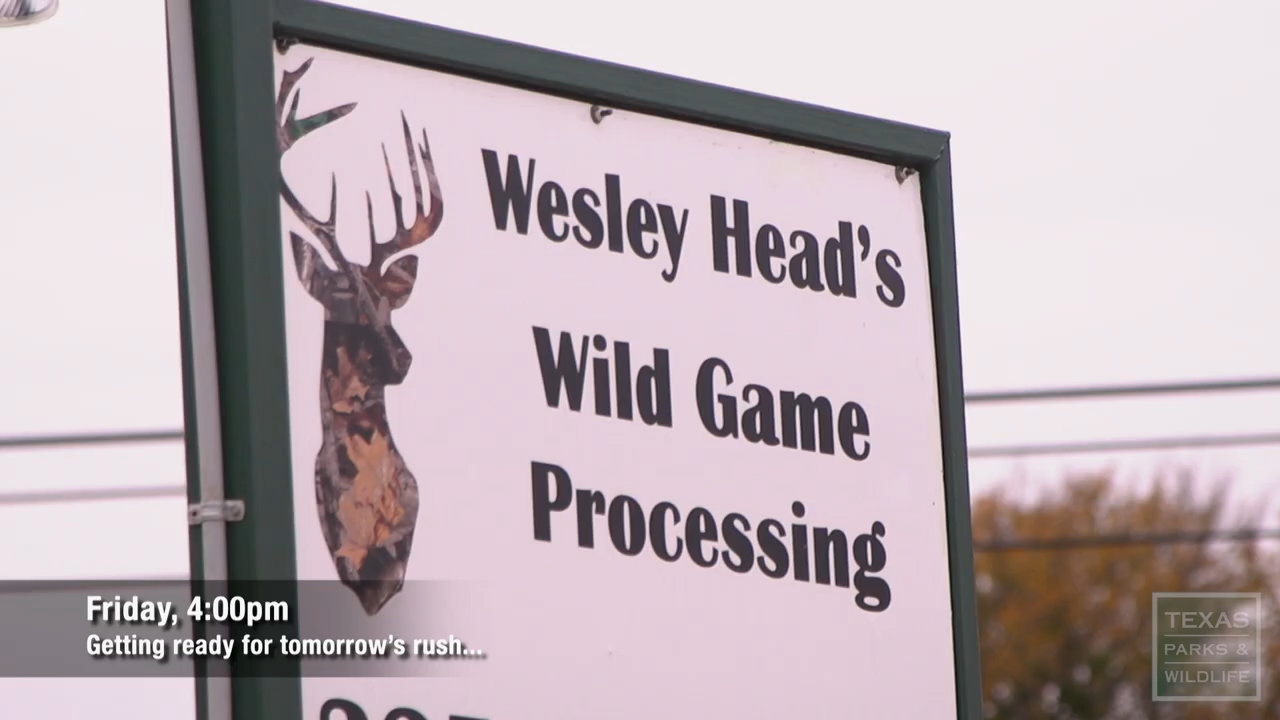 Wesley Head's
Wild Game
Processing
Friday, 4:00pm
Getting ready for tomorrow's rush...
TEXAS
PARKS &
WILDLIFE